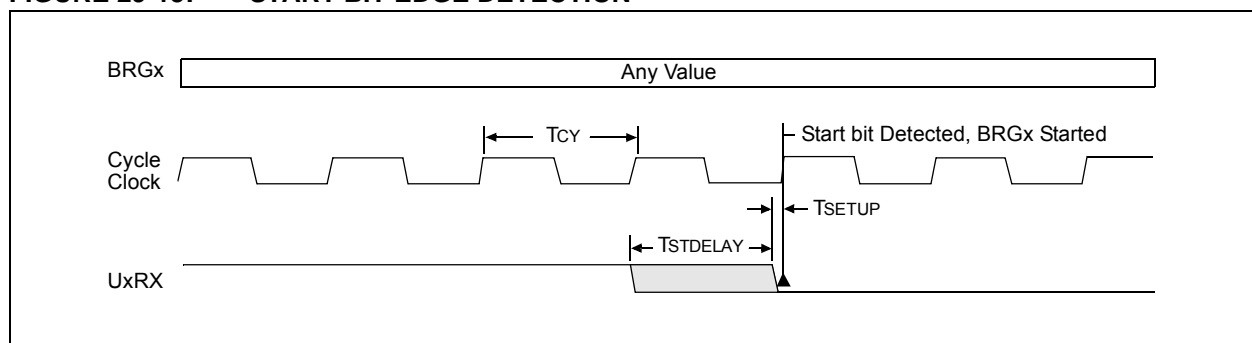 BRGx
Any Value
TCY
Start bit Detected, BRGx Started
Cycle
Clock
TSETUP
TSTDELAY
UxRX